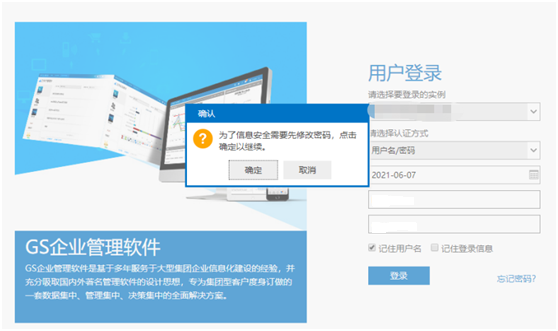 用户登录
请选择要登录的实例
请选择认证方式
用户名/密码
2021-06-07
记住用户名
记住登录信息
登录
忘记密码?
确认
为了信息安全需要先修改密码，点击
确定以继续。
确定
取消
GS企业管理软件
GS企业管理软件是基于多年服务于大型集团企业信息化建设的经验，并
充分吸取国内外著名管理软件的设计思想，专为集团型客户度身订做的
一套数据集中、管理集中、决策集中的全面解决方案。